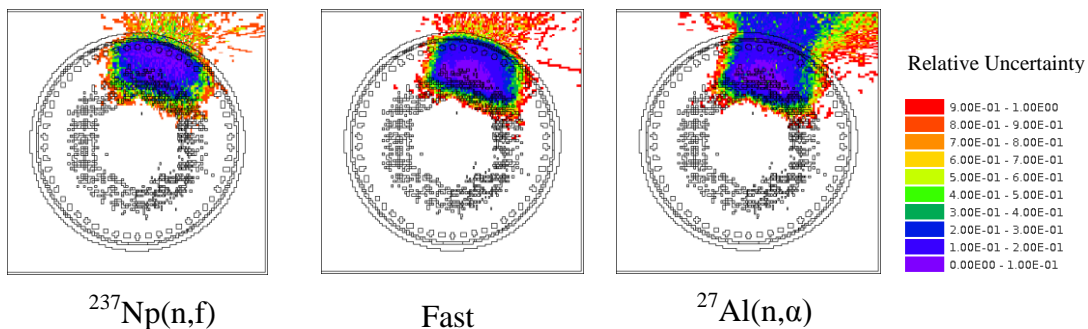 Relative Uncertainty
9.00E-01 - 1.00E00
8.00E-01 - 9.00E-01
7.00E-01 - 8.00E-01
6.00E-01 - 7.00E-01
5.00E-01 - 6.00E-01
4.00E-01 - 5.00E-01
3.00E-01 - 4.00E-01
2.00E-01 - 3.00E-01
1.00E-01 - 2.00E-01
0.00E00 - 1.00E-01
²³⁷Np(n,f)
Fast
²⁷Al(n,α)